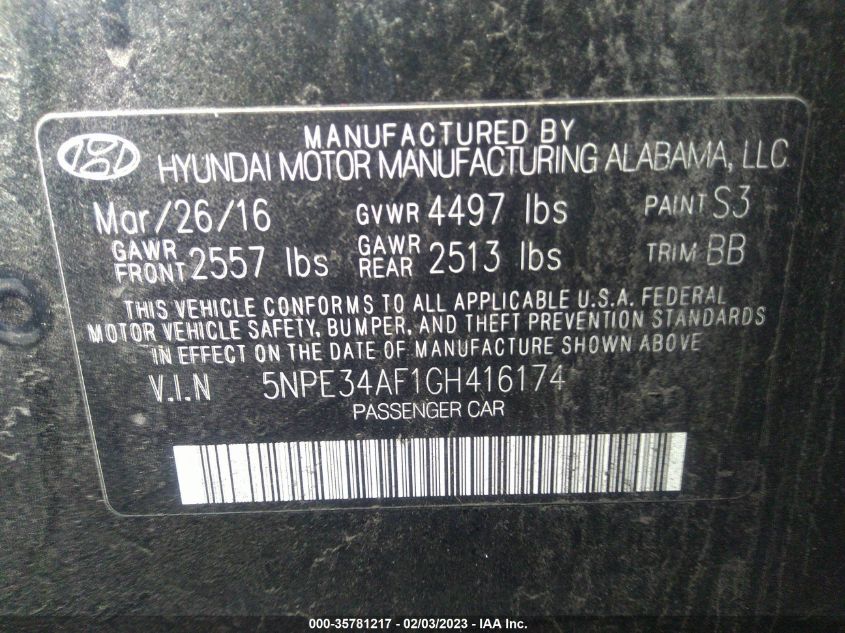 MANUFACTURED BY
HYUNDAI MOTOR MANUFACTURING ALABAMA, LLC
Mar/26/16 GVWR 4497 lbs PAINT S3
GAWR FRONT 2557 lbs GAWR REAR 2513 lbs TRIM BB
THIS VEHICLE CONFORMS TO ALL APPLICABLE U.S.A. FEDERAL
MOTOR VEHICLE SAFETY, BUMPER, AND THEFT PREVENTION STANDARDS
IN EFFECT ON THE DATE OF MANUFACTURE SHOWN ABOVE
V.I.N 5NPE34AF1GH416174
PASSENGER CAR
000-35781217 - 02/03/2023 - IAA Inc.